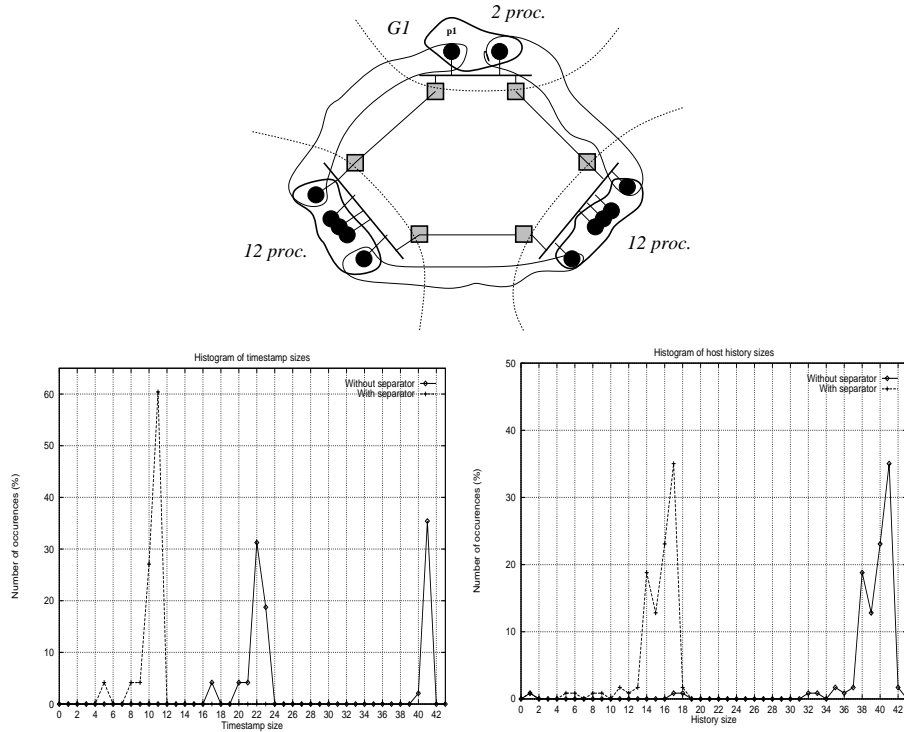 2 proc.
G1
p1
12 proc.
12 proc.
Histogram of timestamp sizes
Without separator
With separator
Number of occurences (%)
60
50
40
30
20
10
0
0 2 4 6 8 10 12 14 16 18 20 22 24 26 28 30 32 34 36 38 40 42
Timestamp size
Histogram of host history sizes
Without separator
With separator
Number of occurences (%)
50
40
30
20
10
0
0 2 4 6 8 10 12 14 16 18 20 22 24 26 28 30 32 34 36 38 40 42
History size